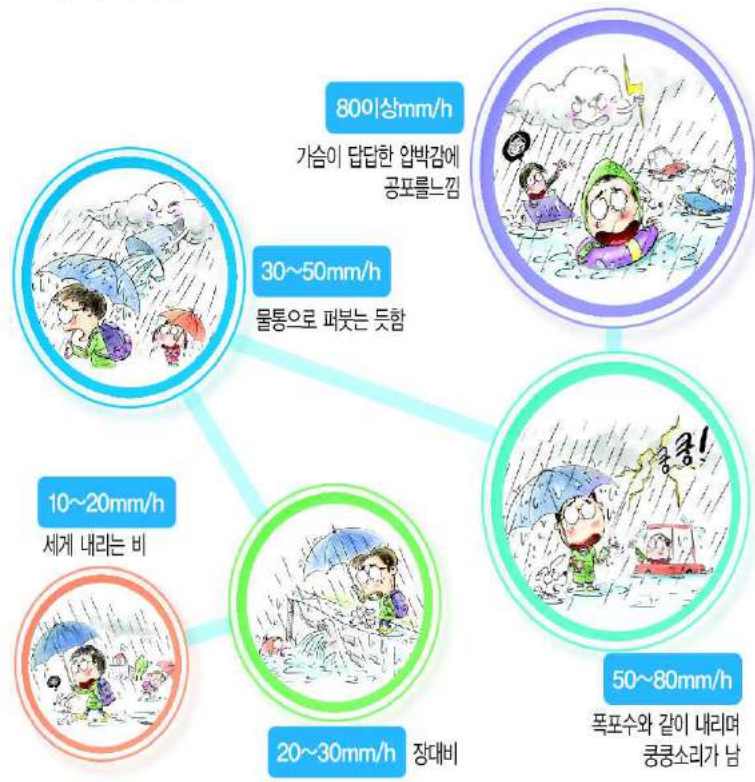 80이상mm/h
가슴이 답답한 압박감에
공포를느낌
30~50mm/h
물통으로 퍼붓는 듯함
쿵쿵!
10~20mm/h
세게 내리는 비
50~80mm/h
폭포수와 같이 내리며
쿵쿵소리가 남
20~30mm/h 장대비